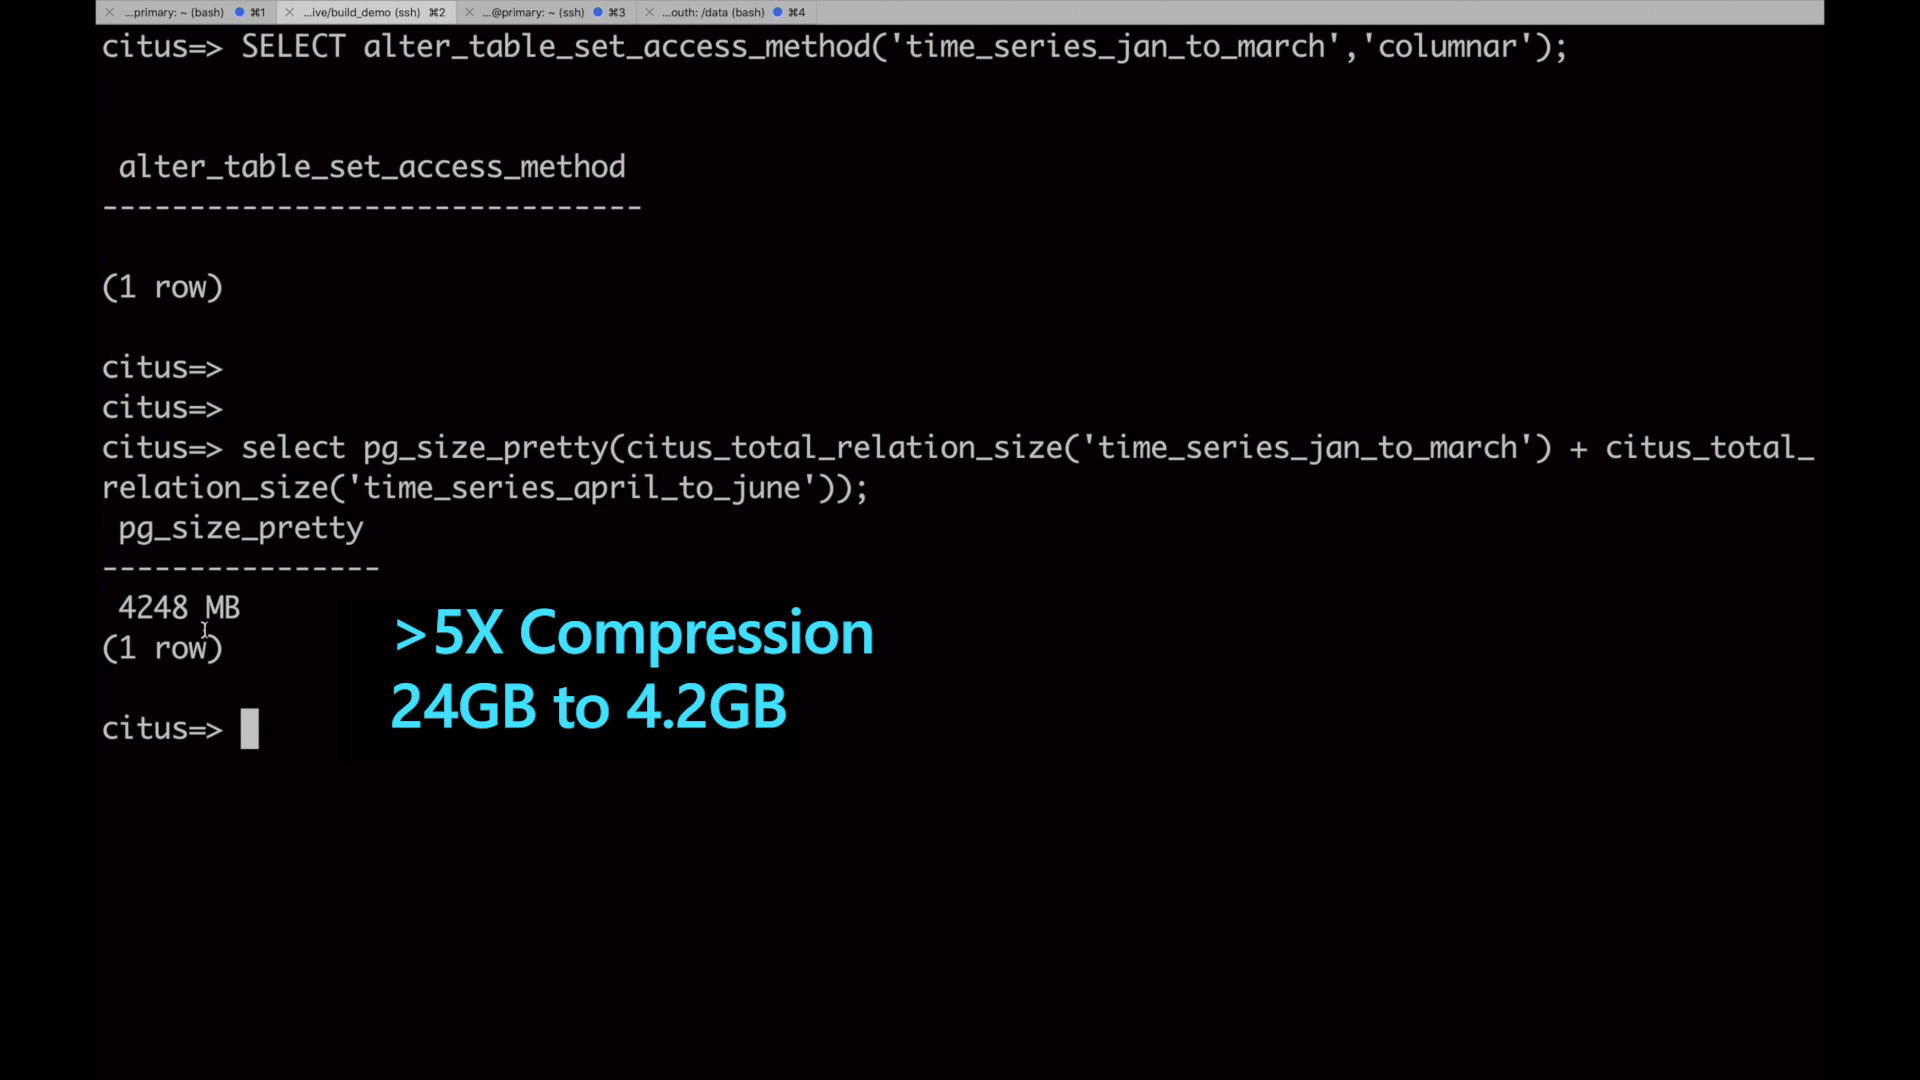 ...primary: ~ (bash) ⌘1 ...ive/build_demo (ssh) ⌘2 ...@primary: ~ (ssh) ⌘3 ...outh: /data (bash) ⌘4
citus=> SELECT alter_table_set_access_method('time_series_jan_to_march','columnar');
alter_table_set_access_method
-------------------------------
(1 row)
citus=>
citus=>
citus=> select pg_size_pretty(citus_total_relation_size('time_series_jan_to_march') + citus_total_
relation_size('time_series_april_to_june'));
pg_size_pretty
----------------
4248 MB
(1 row)
>5X Compression
24GB to 4.2GB
citus=>